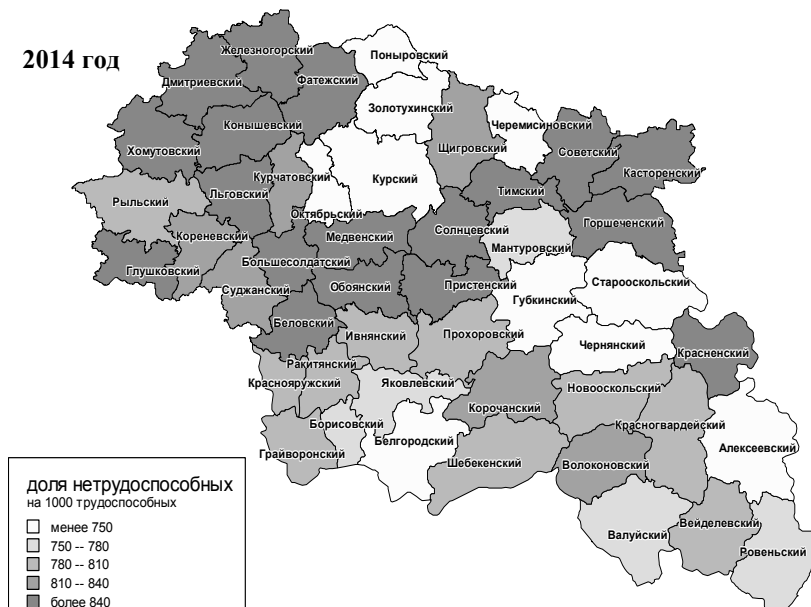 2014 год
Железногорский
Поныровский
Дмитриевский
Фатежский
Золотухинский
Конышевский
Черемисиновский
Хомутовский
Щигровский
Советский
Касторенский
Курчатовский
Курский
Тимский
Рыльский
Льговский
Октябрьский
Горшеченский
Кореневский
Медвенский
Солнцевский
Мантуровский
Большесолдатский
Глушковский
Суджанский
Обоянский
Пристенский
Старооскольский
Губкинский
Беловский
Ивнянский
Прохоровский
Чернянский
Красненский
Ракитянский
Краснояружский
Яковлевский
Новооскольский
Корочанский
Борисовский
Красногвардейский
Белгородский
Алексеевский
Грайворонский
Шебекенский
Волоконовский
Валуйский
Вейделевский
Ровеньский
доля нетрудоспособных
на 1000 трудоспособных
менее 750
750 -- 780
780 -- 810
810 -- 840
более 840